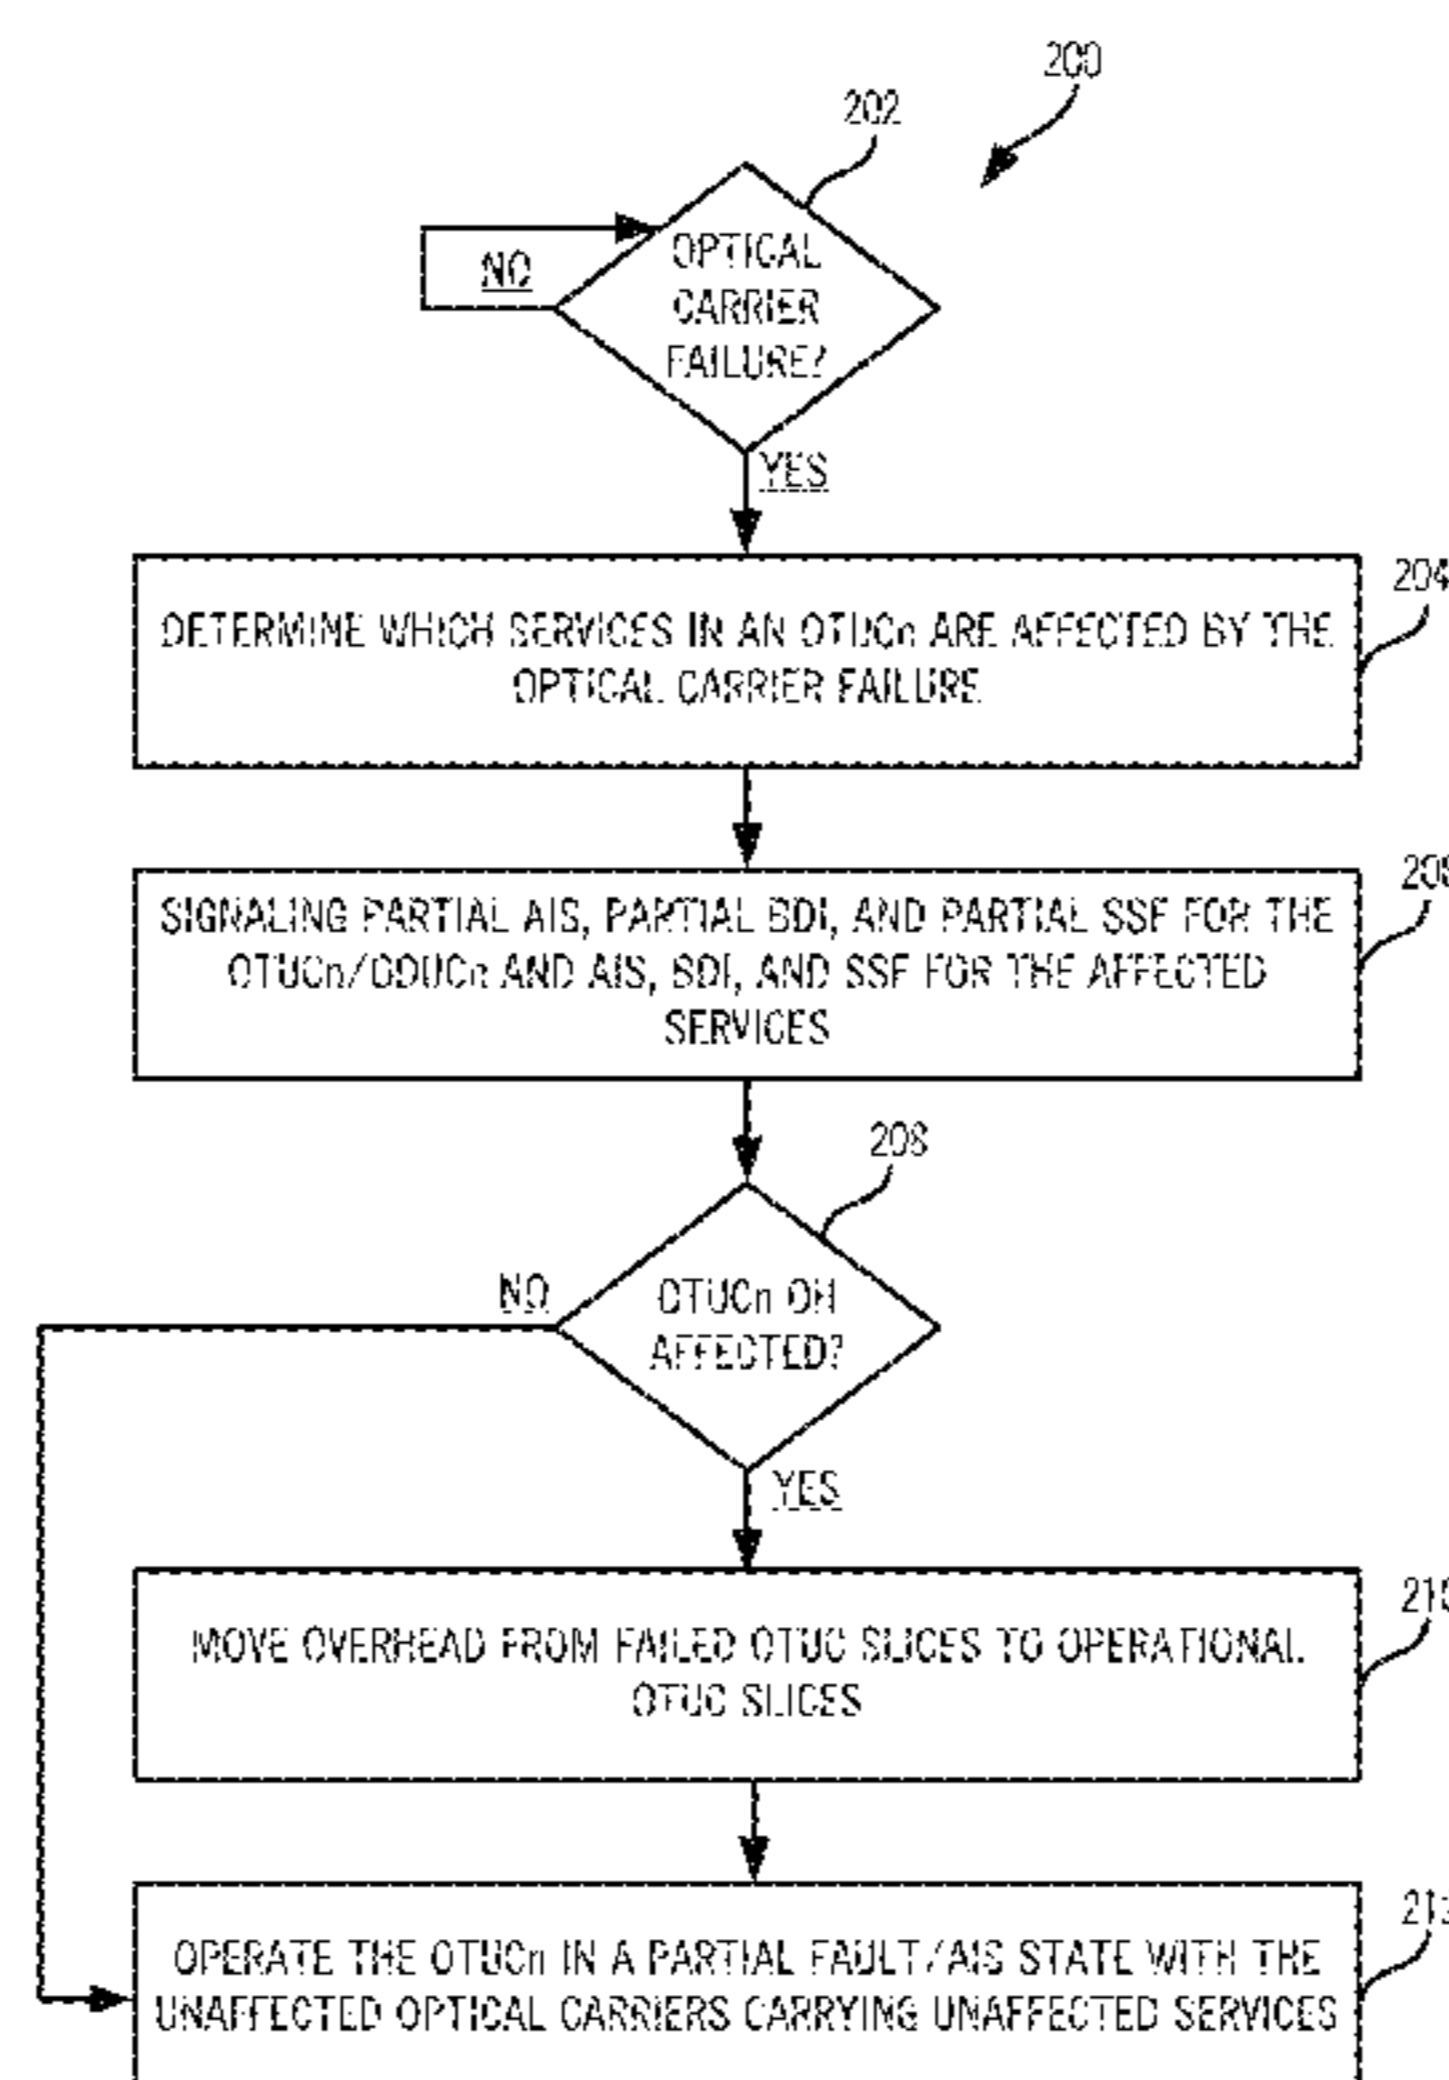 200
202
OPTICAL
CARRIER
FAILURE?
NO
YES
204
DETERMINE WHICH SERVICES IN AN OTUCn ARE AFFECTED BY THE
OPTICAL CARRIER FAILURE
SIGNALING PARTIAL AIS, PARTIAL BDI, AND PARTIAL SSF FOR THE
OTUCn/ODUCn AND AIS, BDI, AND SSF FOR THE AFFECTED
SERVICES
208
NO
OTUCn OH
AFFECTED?
YES
210
MOVE OVERHEAD FROM FAILED OTUC SLICES TO OPERATIONAL
OTUC SLICES
OPERATE THE OTUCn IN A PARTIAL FAULT/AIS STATE WITH THE
UNAFFECTED OPTICAL CARRIERS CARRYING UNAFFECTED SERVICES